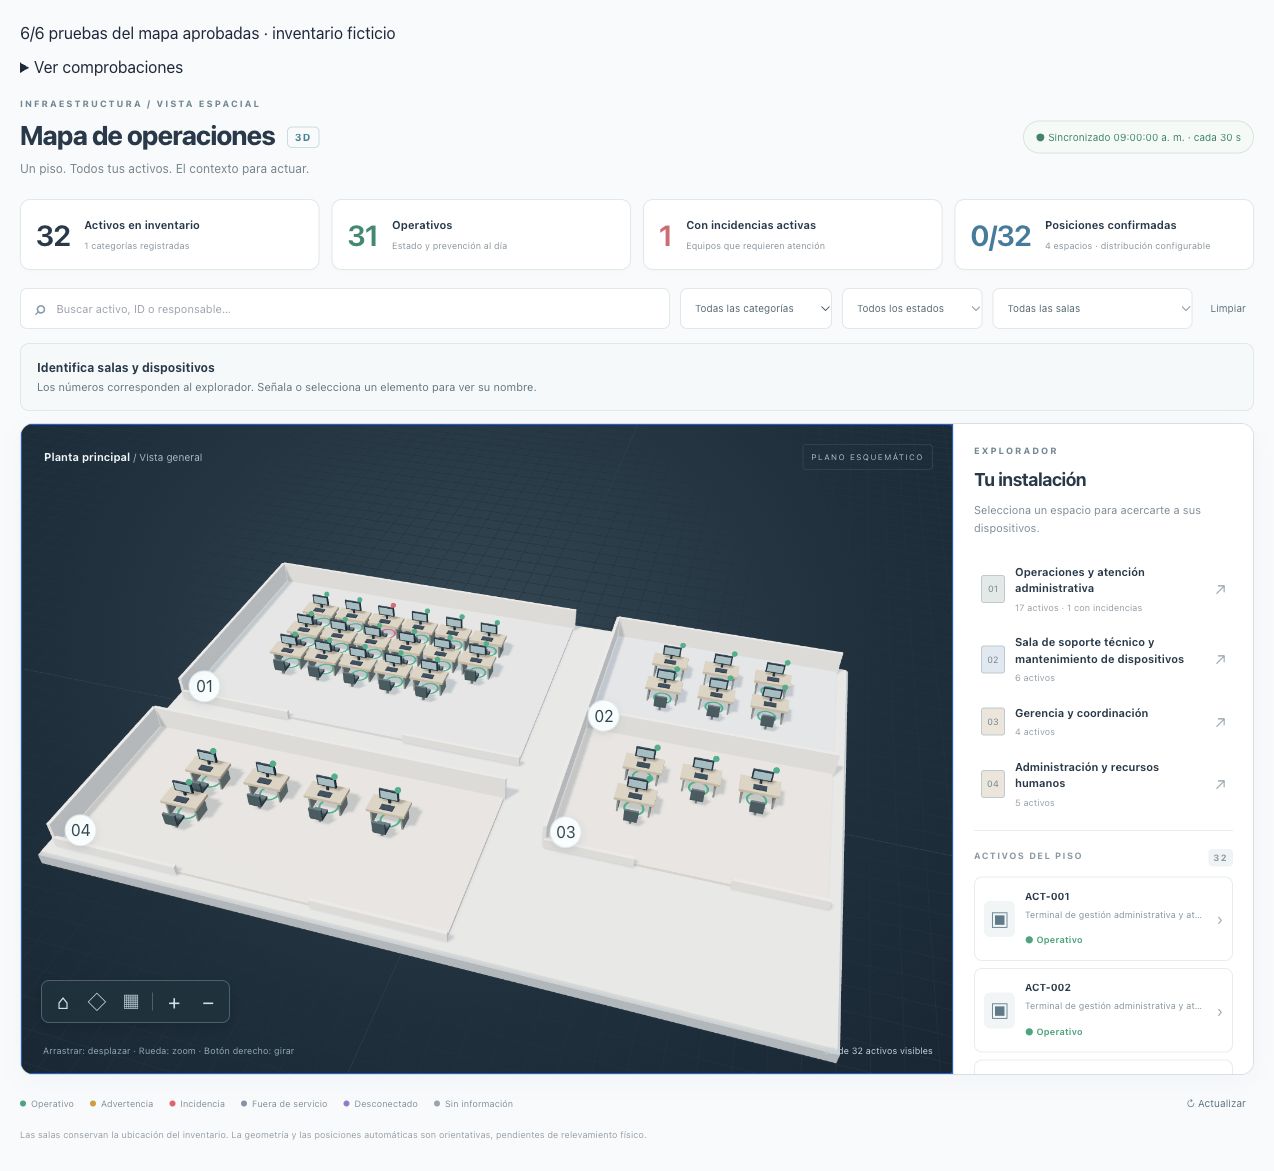 6/6 pruebas del mapa aprobadas · inventario ficticio
▶ Ver comprobaciones
INFRAESTRUCTURA / VISTA ESPACIAL
Mapa de operaciones
3D
Sincronizado 09:00:00 a. m. · cada 30 s
Un piso. Todos tus activos. El contexto para actuar.
32
Activos en inventario
1 categorías registradas
31
Operativos
Estado y prevención al día
1
Con incidencias activas
Equipos que requieren atención
0/32
Posiciones confirmadas
4 espacios · distribución configurable
Buscar activo, ID o responsable...
Todas las categorías
Todos los estados
Todas las salas
Limpiar
Identifica salas y dispositivos
Los números corresponden al explorador. Señala o selecciona un elemento para ver su nombre.
Planta principal / Vista general
PLANO ESQUEMÁTICO
01
02
03
04
Arrastrar: desplazar · Rueda: zoom · Botón derecho: girar
de 32 activos visibles
EXPLORADOR
Tu instalación
Selecciona un espacio para acercarte a sus
dispositivos.
01
Operaciones y atención
administrativa
17 activos · 1 con incidencias
02
Sala de soporte técnico y
mantenimiento de dispositivos
6 activos
03
Gerencia y coordinación
4 activos
04
Administración y recursos
humanos
5 activos
ACTIVOS DEL PISO
32
ACT-001
Terminal de gestión administrativa y at...
Operativo
ACT-002
Terminal de gestión administrativa y at...
Operativo
Operativo
Advertencia
Incidencia
Fuera de servicio
Desconectado
Sin información
↻ Actualizar
Las salas conservan la ubicación del inventario. La geometría y las posiciones automáticas son orientativas, pendientes de relevamiento físico.